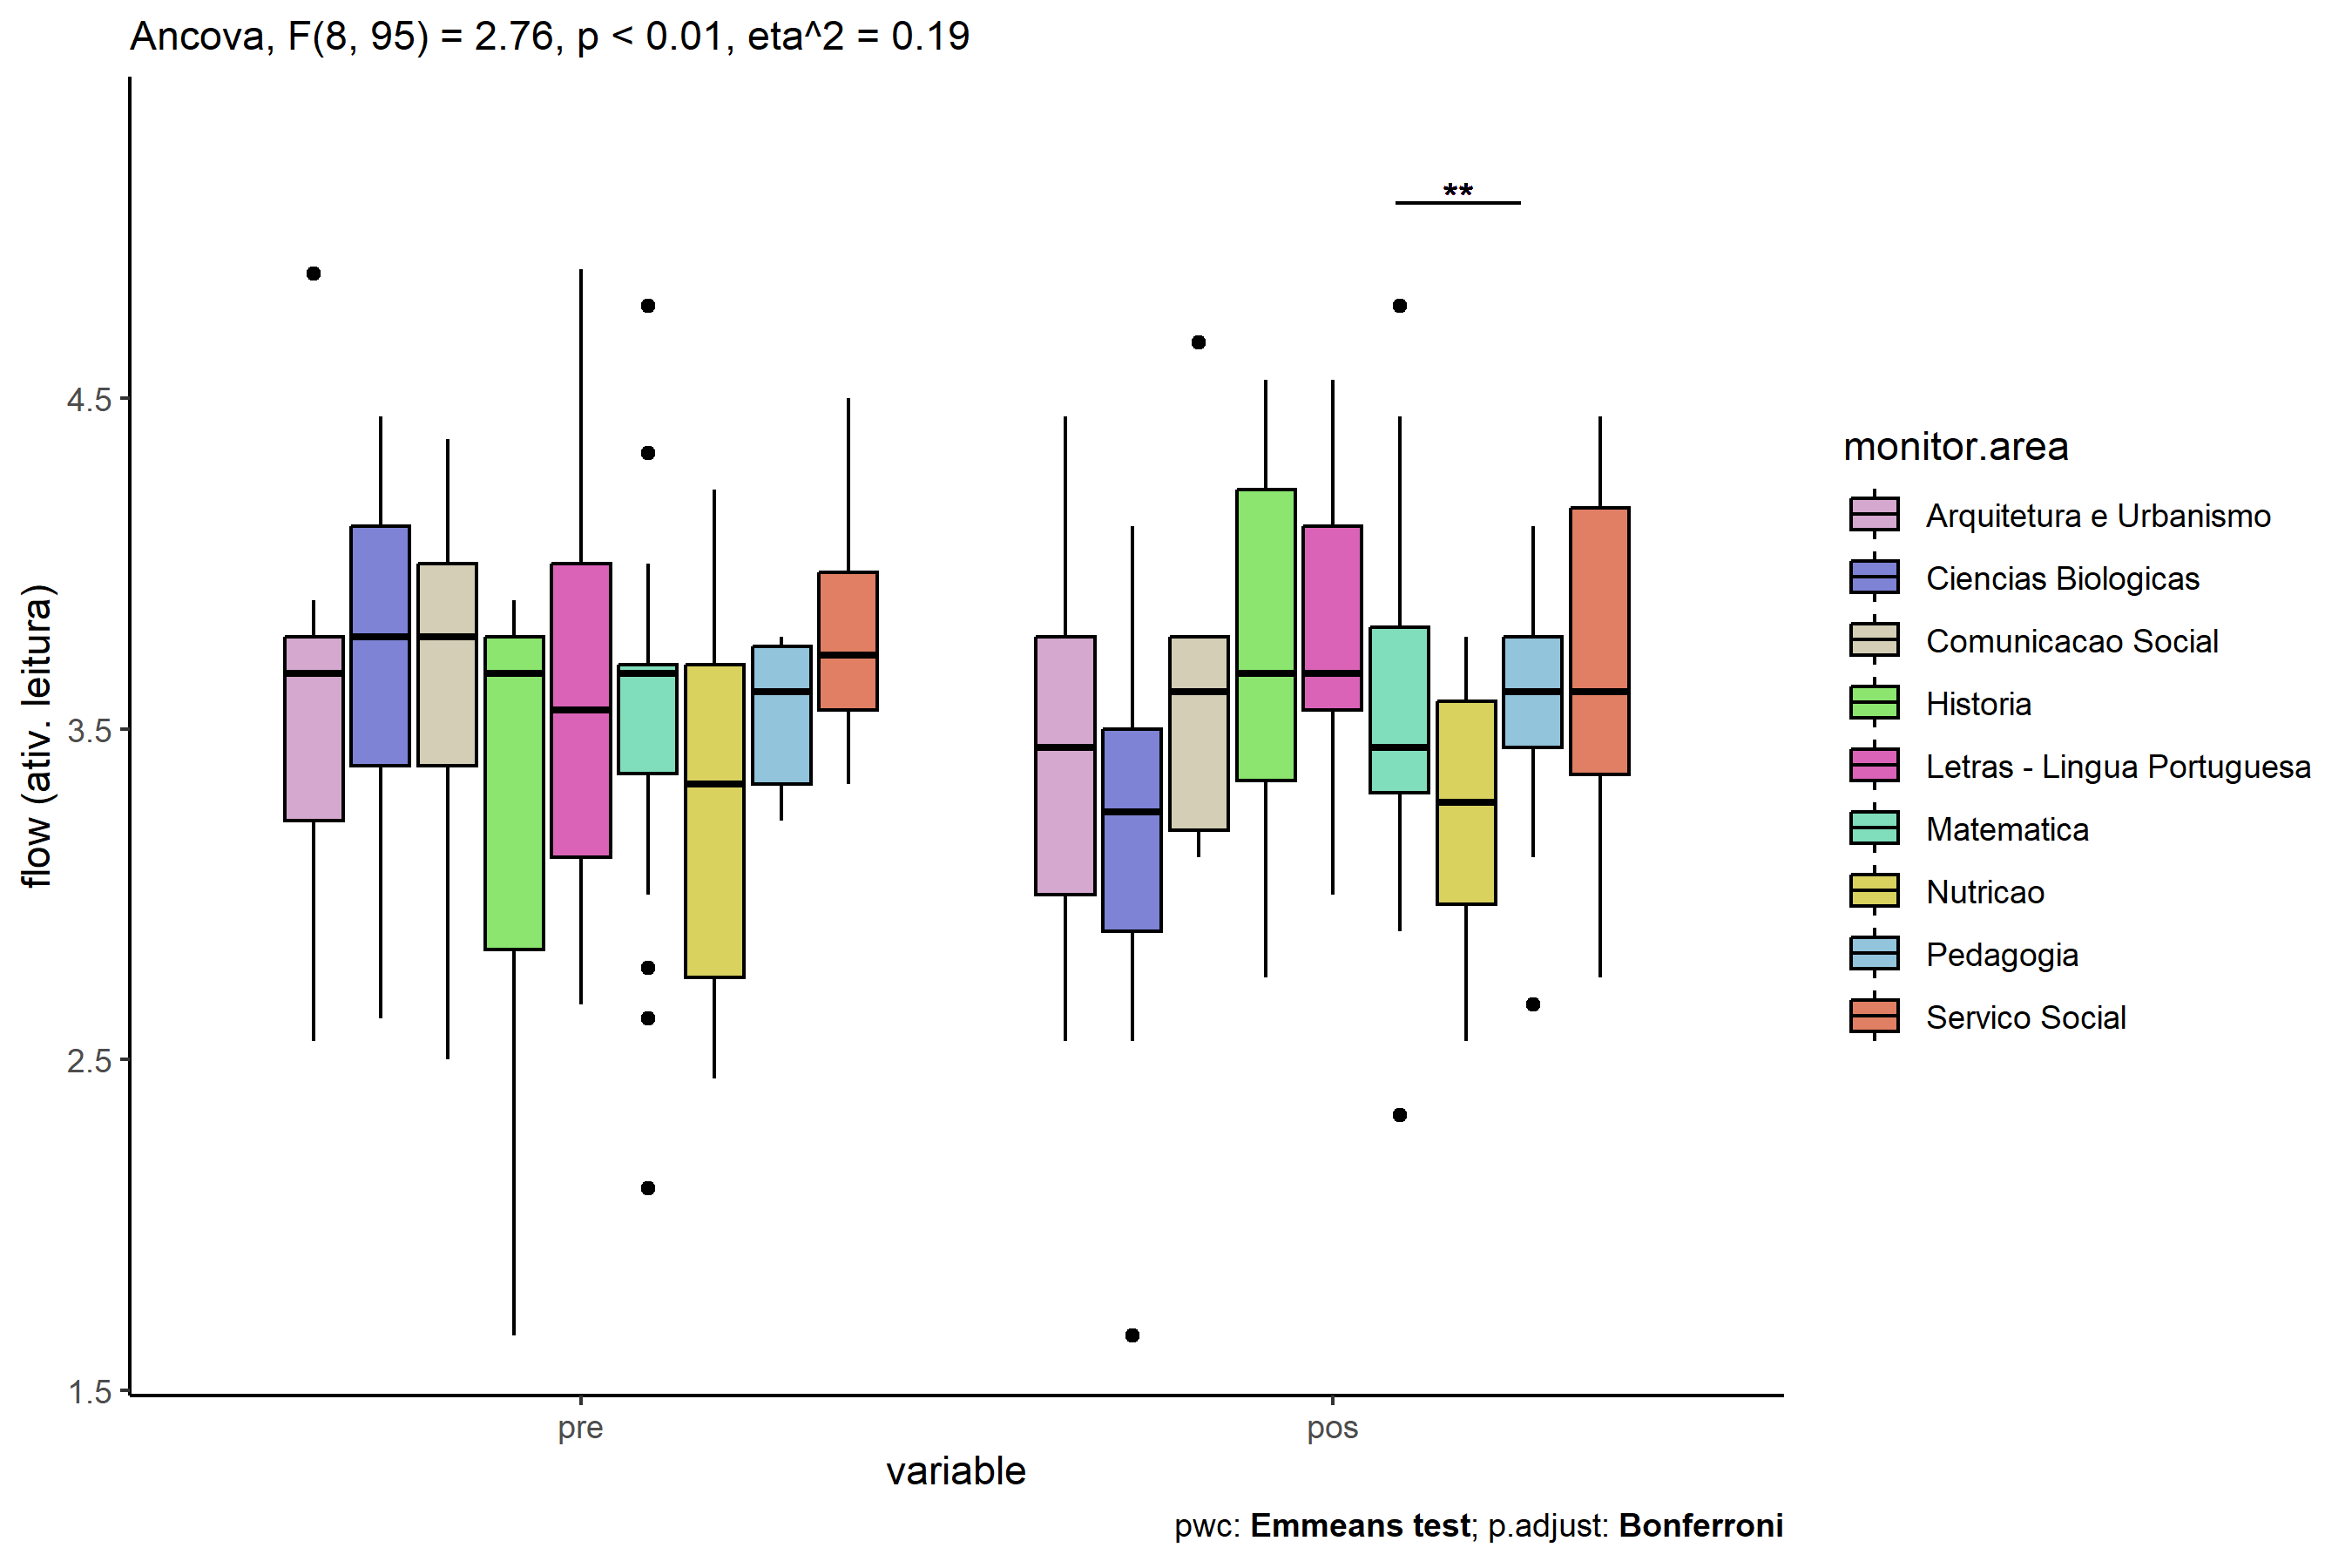 Ancova, F(8, 95) = 2.76, p < 0.01, eta^2 = 0.19
**
4.5
3.5
2.5
1.5
flow (ativ. leitura)
pre
pos
variable
monitor.area
Arquitetura e Urbanismo
Ciencias Biologicas
Comunicacao Social
Historia
Letras - Lingua Portuguesa
Matematica
Nutricao
Pedagogia
Servico Social
pwc: Emmeans test; p.adjust: Bonferroni